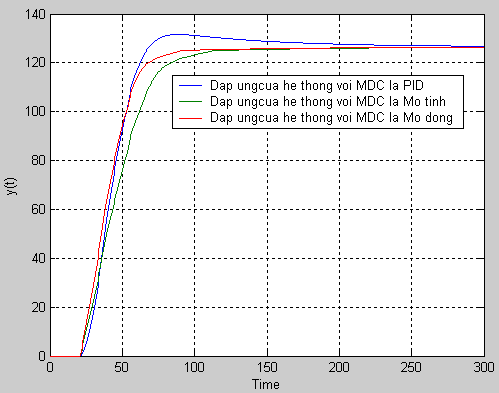 140
120
100
80
60
40
20
0
y(t)
Dap ungcua he thong voi MDC la PID
Dap ungcua he thong voi MDC la Mo tinh
Dap ungcua he thong voi MDC la Mo dong
0 50 100 150 200 250 300
Time